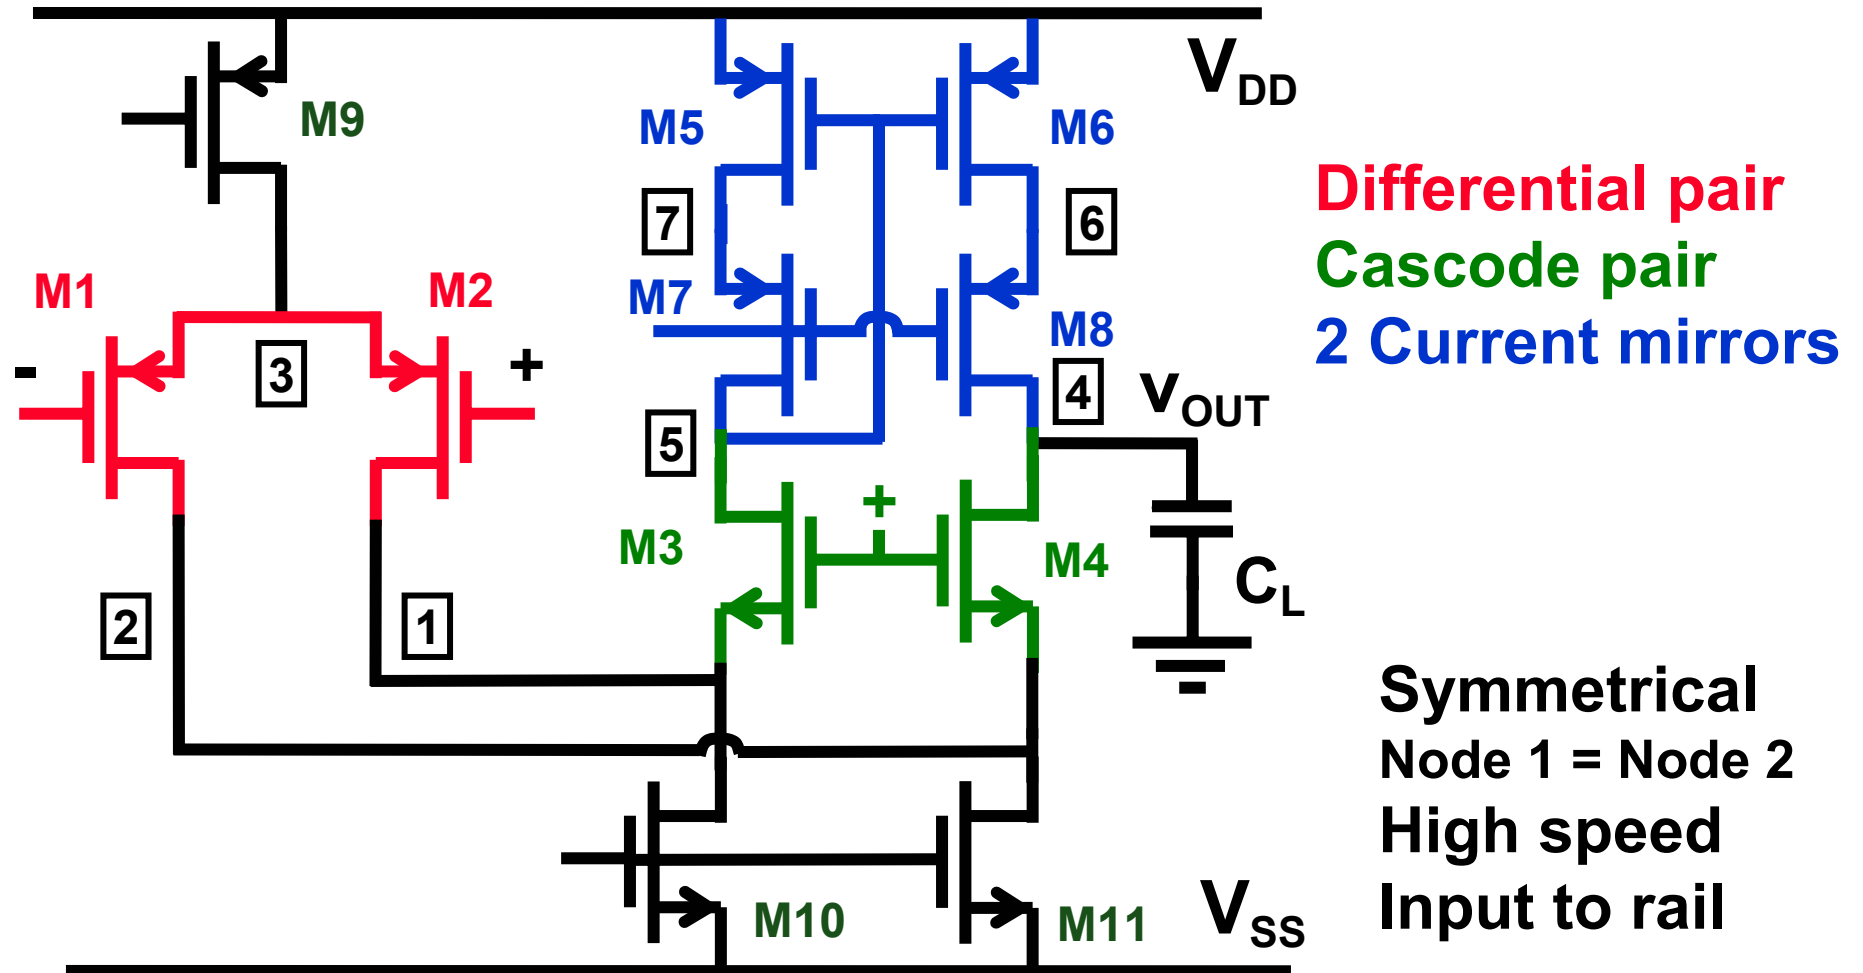 VDD
M9
M5
M6
7
6
M1
M2
M7
M8
-
3
+
4
vOUT
5
+
M3
M4
CL
2
1
M10
M11
VSS
Differential pair
Cascode pair
2 Current mirrors
Symmetrical
Node 1 = Node 2
High speed
Input to rail